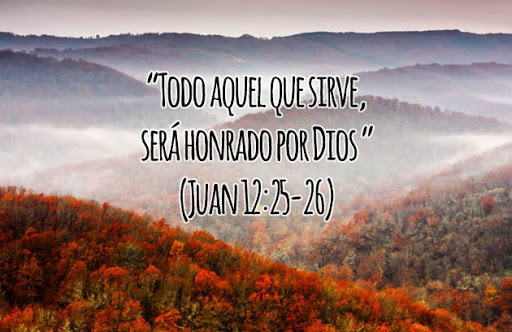 "Todo aquel que sirve,
será honrado por Dios"
(Juan 12:25-26)